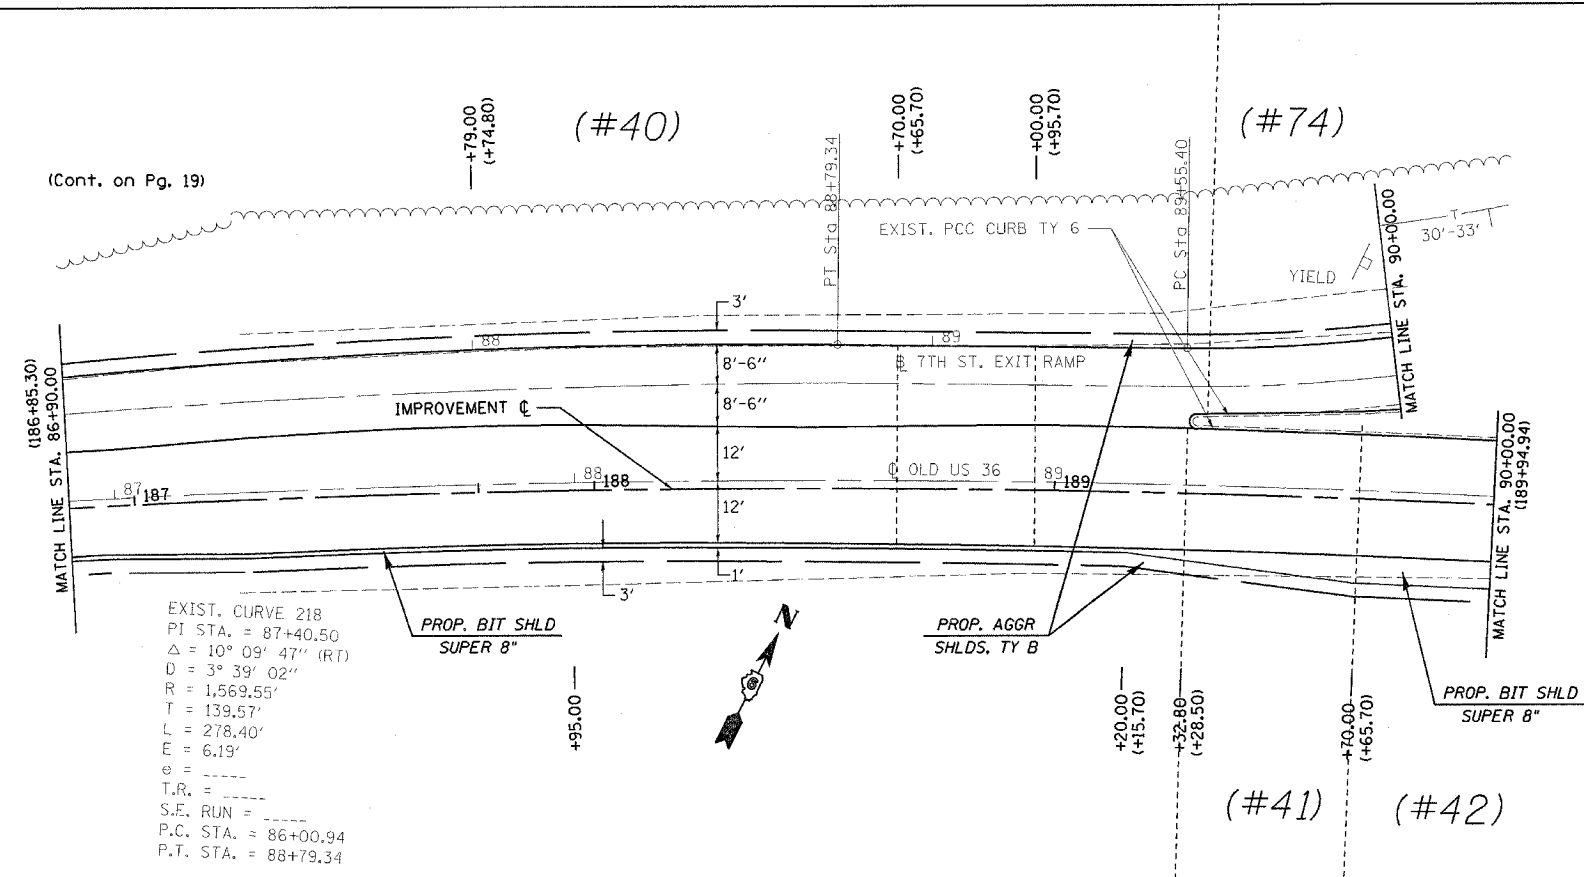 +79.00
(+74.80)
(#40)
+70.00
(+65.70)
+00.00
(+95.70)
(#74)
(Cont. on Pg. 19)
PT Sta 88+79.34
PC Sta 89+55.40
EXIST. PCC CURB TY 6
MATCH LINE STA. 90+00.00
T
30'-33'
YIELD
3'
88
89
8'-6"
℄ 7TH ST. EXIT RAMP
(186+85.30)
MATCH LINE STA. 86+90.00
IMPROVEMENT ℄
8'-6"
12'
87
187
88
188
℄ OLD US 36
89
189
12'
MATCH LINE STA. 90+00.00
(189+94.94)
1'
3'
EXIST. CURVE 218
PI STA. = 87+40.50
Δ = 10° 09' 47" (RT)
D = 3° 39' 02"
R = 1,569.55'
T = 139.57'
L = 278.40'
E = 6.19'
e = _____
T.R. = _____
S.E. RUN = _____
P.C. STA. = 86+00.94
P.T. STA. = 88+79.34
PROP. BIT SHLD
SUPER 8"
N
PROP. AGGR
SHLDS, TY B
+95.00
+20.00
(+15.70)
+32.80
(+28.50)
+70.00
(+65.70)
PROP. BIT SHLD
SUPER 8"
(#41)
(#42)